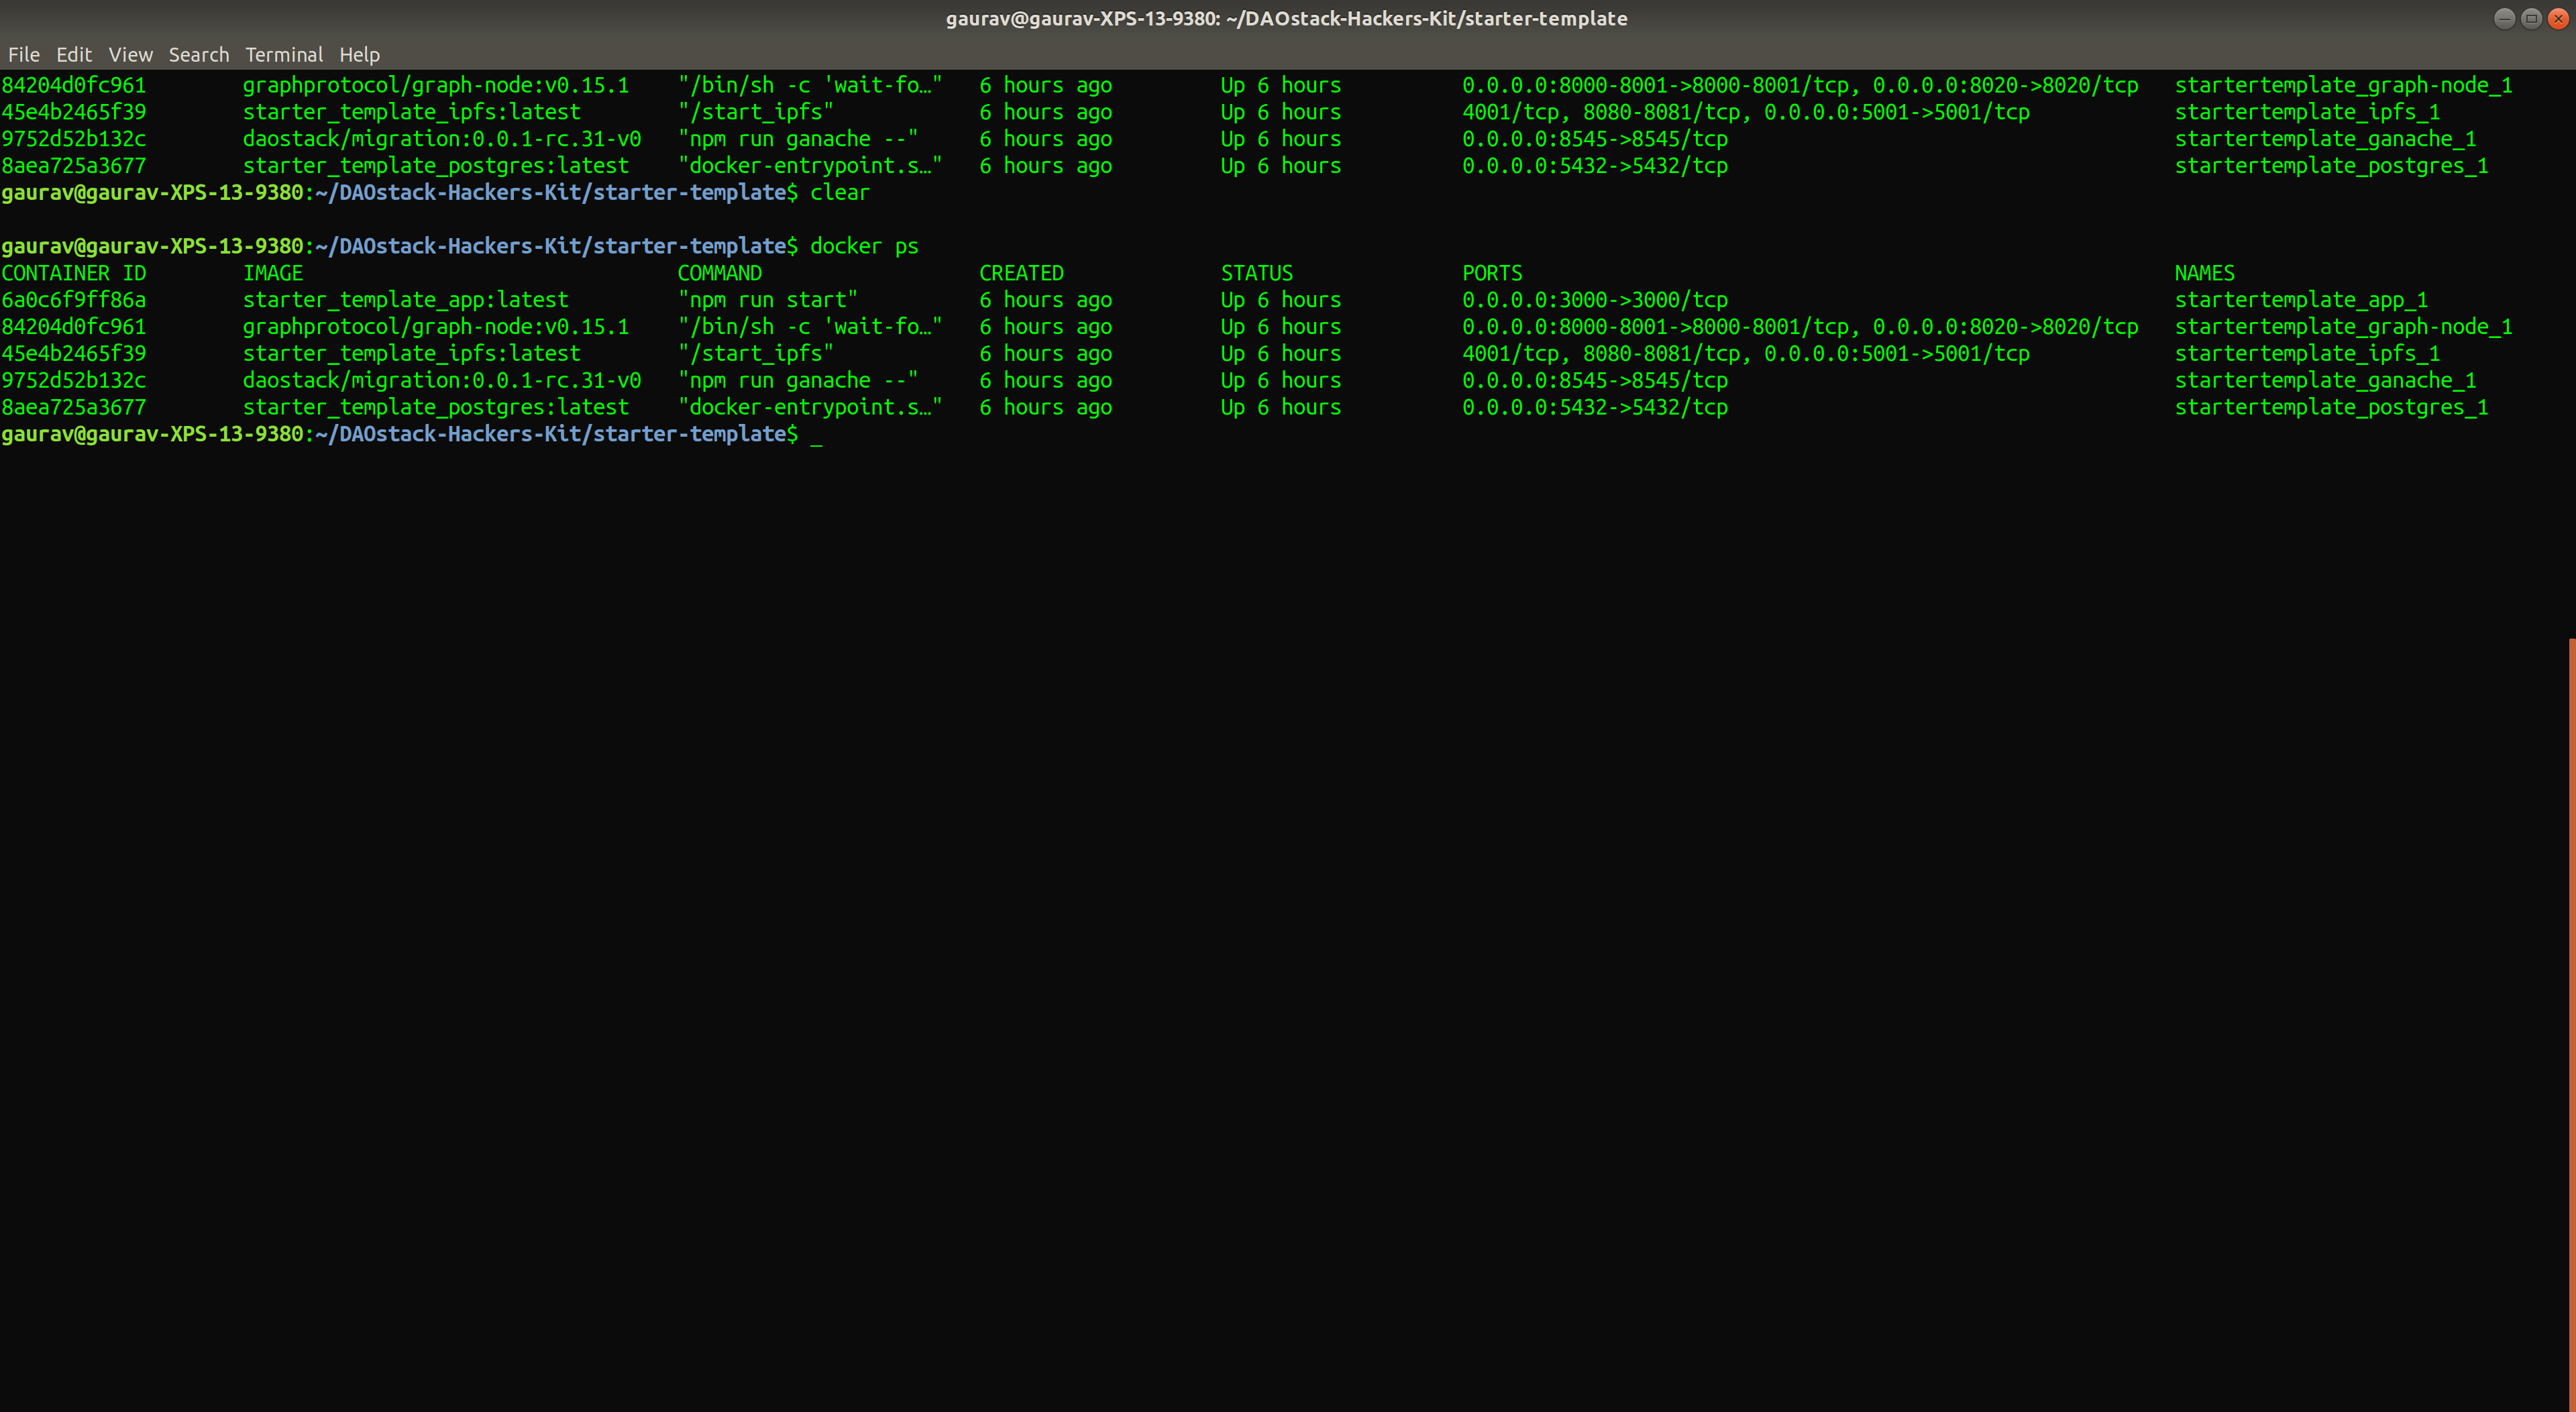 gaurav@gaurav-XPS-13-9380: ~/DAOstack-Hackers-Kit/starter-template
File Edit View Search Terminal Help
84204d0fc961        graphprotocol/graph-node:v0.15.1    "/bin/sh -c 'wait-fo…"   6 hours ago         Up 6 hours          0.0.0.0:8000-8001->8000-8001/tcp, 0.0.0.0:8020->8020/tcp   startertemplate_graph-node_1
45e4b2465f39        starter_template_ipfs:latest        "/start_ipfs"            6 hours ago         Up 6 hours          4001/tcp, 8080-8081/tcp, 0.0.0.0:5001->5001/tcp            startertemplate_ipfs_1
9752d52b132c        daostack/migration:0.0.1-rc.31-v0   "npm run ganache --"     6 hours ago         Up 6 hours          0.0.0.0:8545->8545/tcp                                     startertemplate_ganache_1
8aea725a3677        starter_template_postgres:latest    "docker-entrypoint.s…"   6 hours ago         Up 6 hours          0.0.0.0:5432->5432/tcp                                     startertemplate_postgres_1
gaurav@gaurav-XPS-13-9380:~/DAOstack-Hackers-Kit/starter-template$ clear
gaurav@gaurav-XPS-13-9380:~/DAOstack-Hackers-Kit/starter-template$ docker ps
CONTAINER ID        IMAGE                               COMMAND                  CREATED             STATUS              PORTS                                                      NAMES
6a0c6f9ff86a        starter_template_app:latest         "npm run start"          6 hours ago         Up 6 hours          0.0.0.0:3000->3000/tcp                                     startertemplate_app_1
84204d0fc961        graphprotocol/graph-node:v0.15.1    "/bin/sh -c 'wait-fo…"   6 hours ago         Up 6 hours          0.0.0.0:8000-8001->8000-8001/tcp, 0.0.0.0:8020->8020/tcp   startertemplate_graph-node_1
45e4b2465f39        starter_template_ipfs:latest        "/start_ipfs"            6 hours ago         Up 6 hours          4001/tcp, 8080-8081/tcp, 0.0.0.0:5001->5001/tcp            startertemplate_ipfs_1
9752d52b132c        daostack/migration:0.0.1-rc.31-v0   "npm run ganache --"     6 hours ago         Up 6 hours          0.0.0.0:8545->8545/tcp                                     startertemplate_ganache_1
8aea725a3677        starter_template_postgres:latest    "docker-entrypoint.s…"   6 hours ago         Up 6 hours          0.0.0.0:5432->5432/tcp                                     startertemplate_postgres_1
gaurav@gaurav-XPS-13-9380:~/DAOstack-Hackers-Kit/starter-template$ _